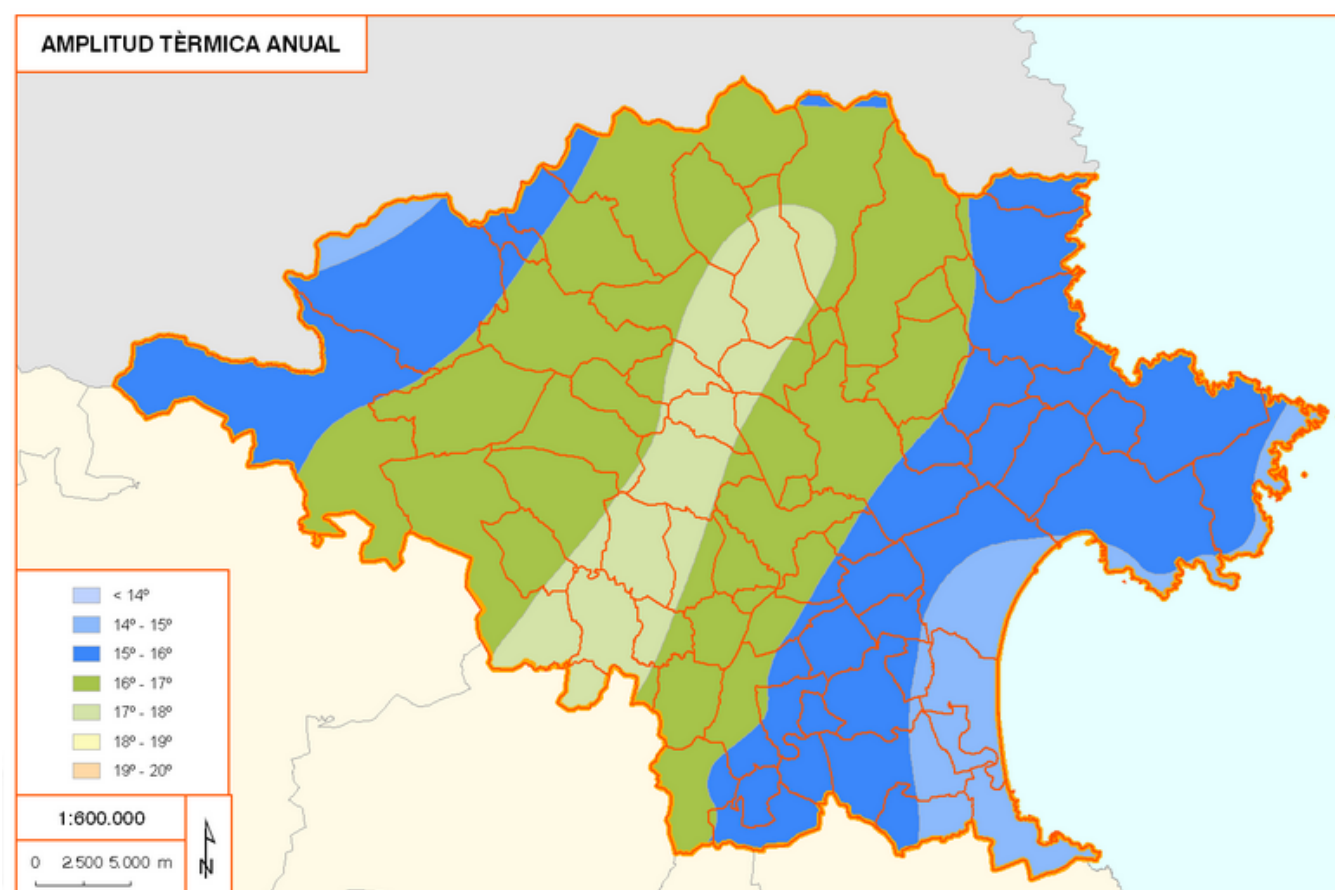 AMPLITUD TÈRMICA ANUAL
< 14º
14º - 15º
15º - 16º
16º - 17º
17º - 18º
18º - 19º
19º - 20º
1:600.000
0 2.500 5.000 m
N